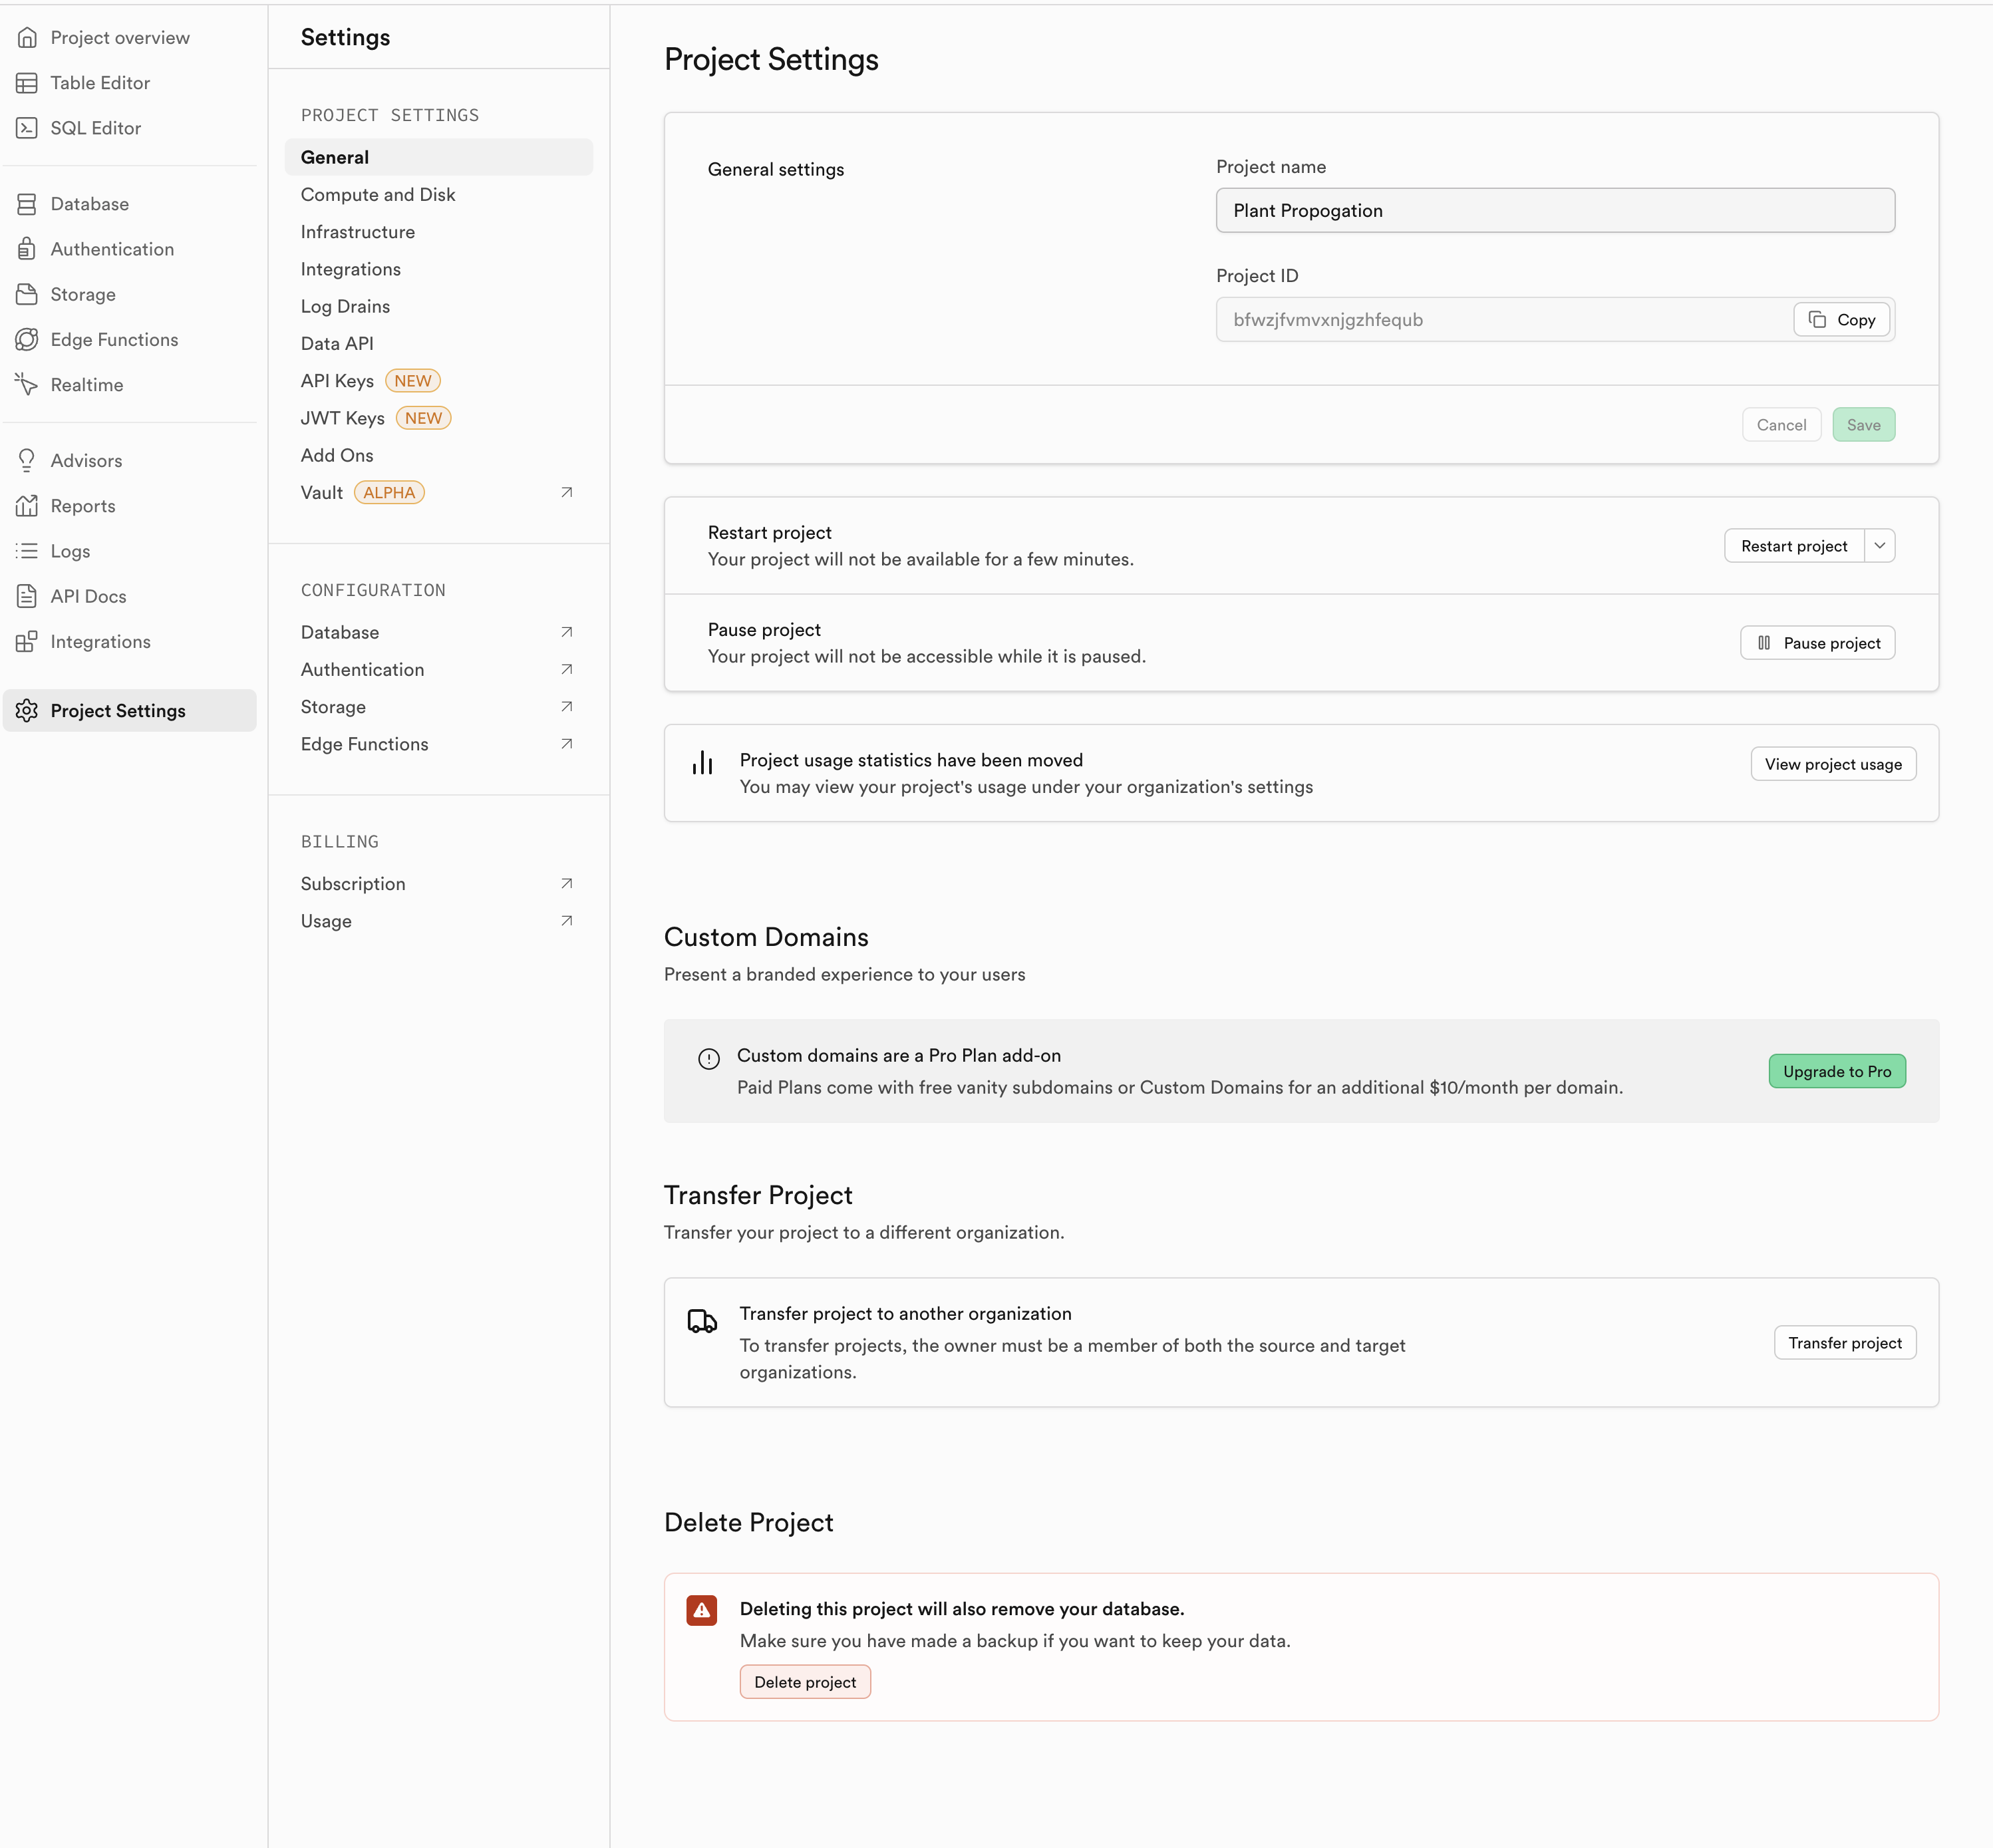 Project overview
Table Editor
SQL Editor
Database
Authentication
Storage
Edge Functions
Realtime
Advisors
Reports
Logs
API Docs
Integrations
Project Settings
Settings
PROJECT SETTINGS
General
Compute and Disk
Infrastructure
Integrations
Log Drains
Data API
API Keys NEW
JWT Keys NEW
Add Ons
Vault ALPHA
CONFIGURATION
Database
Authentication
Storage
Edge Functions
BILLING
Subscription
Usage
Project Settings
General settings
Project name
Plant Propogation
Project ID
bfwzjfvmvxnjgzhfequb
Copy
Cancel
Save
Restart project
Your project will not be available for a few minutes.
Restart project
Pause project
Your project will not be accessible while it is paused.
Pause project
Project usage statistics have been moved
You may view your project's usage under your organization's settings
View project usage
Custom Domains
Present a branded experience to your users
Custom domains are a Pro Plan add-on
Paid Plans come with free vanity subdomains or Custom Domains for an additional $10/month per domain.
Upgrade to Pro
Transfer Project
Transfer your project to a different organization.
Transfer project to another organization
To transfer projects, the owner must be a member of both the source and target
organizations.
Transfer project
Delete Project
Deleting this project will also remove your database.
Make sure you have made a backup if you want to keep your data.
Delete project